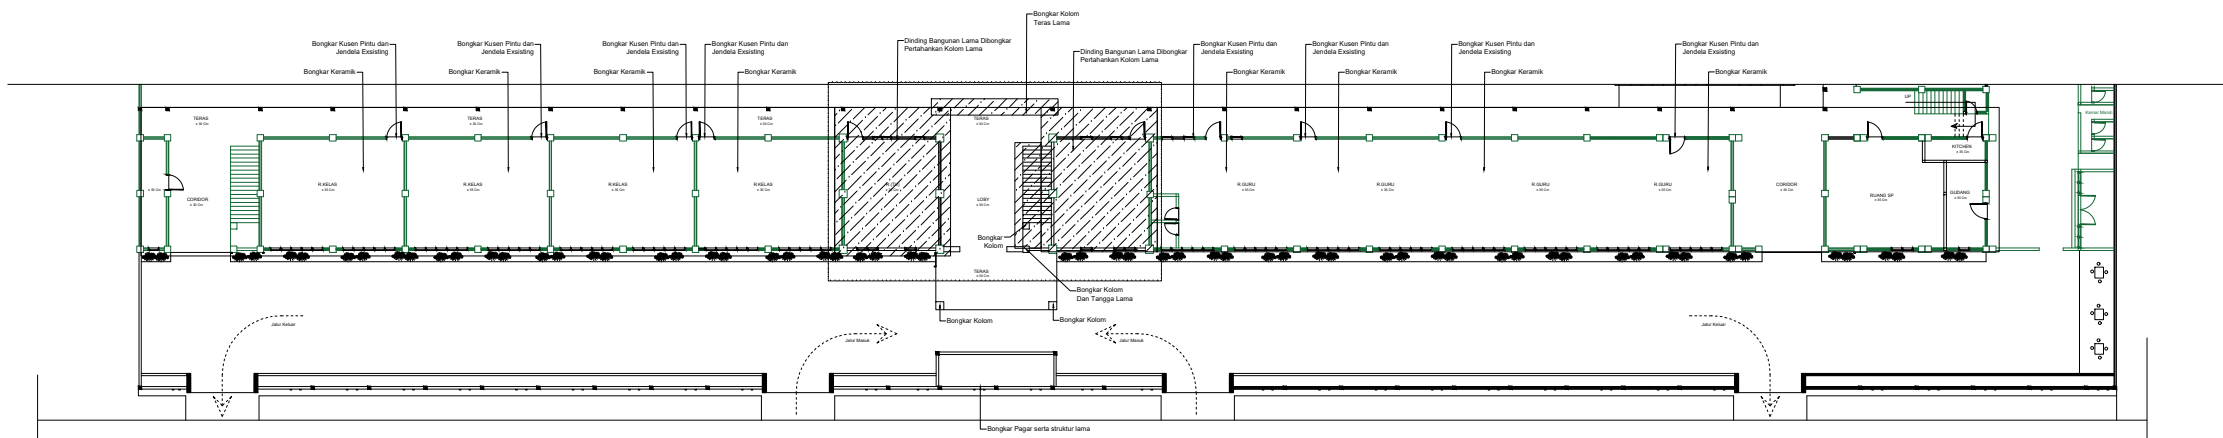 Bongkar Kolom
Teras Lama
Bongkar Kusen Pintu dan
Jendela Exsisting
Bongkar Kusen Pintu dan
Jendela Exsisting
Bongkar Kusen Pintu dan
Jendela Exsisting
Bongkar Kusen Pintu dan
Jendela Exsisting
Dinding Bangunan Lama Dibongkar
Pertahankan Kolom Lama
Dinding Bangunan Lama Dibongkar
Pertahankan Kolom Lama
Bongkar Kusen Pintu dan
Jendela Exsisting
Bongkar Kusen Pintu dan
Jendela Exsisting
Bongkar Kusen Pintu dan
Jendela Exsisting
Bongkar Kusen Pintu dan
Jendela Exsisting
Bongkar Keramik
Bongkar Keramik
Bongkar Keramik
Bongkar Keramik
Bongkar Keramik
Bongkar Keramik
Bongkar Keramik
Bongkar Keramik
UP
Kamar Mandi
TERAS
TERAS
TERAS
TERAS
KITCHEN
R.KELAS
R.KELAS
R.KELAS
R.KELAS
R.GURU
R.GURU
R.GURU
R.GURU
CORIDOR
CORIDOR
LOBY
RUANG SP
GUDANG
Bongkar
Kolom
TERAS
Bongkar Kolom
Dan Tangga Lama
Bongkar Kolom
Bongkar Kolom
Jalur Keluar
Jalur Masuk
Jalur Masuk
Jalur Keluar
Bongkar Pagar serta struktur lama